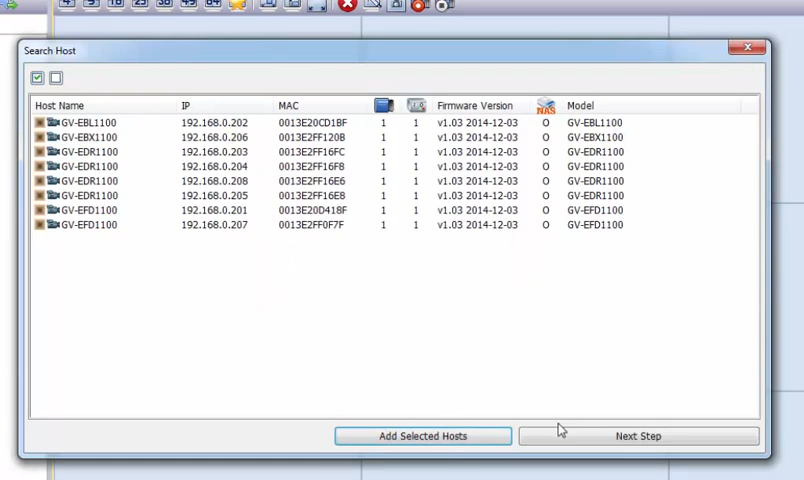 Search Host
Host Name IP MAC Firmware Version NAS Model
GV-EBL1100 192.168.0.202 0013E20CD1BF 1 1 v1.03 2014-12-03 O GV-EBL1100
GV-EBX1100 192.168.0.206 0013E2FF120B 1 1 v1.03 2014-12-03 O GV-EBX1100
GV-EDR1100 192.168.0.203 0013E2FF16FC 1 1 v1.03 2014-12-03 O GV-EDR1100
GV-EDR1100 192.168.0.204 0013E2FF16F8 1 1 v1.03 2014-12-03 O GV-EDR1100
GV-EDR1100 192.168.0.208 0013E2FF16E6 1 1 v1.03 2014-12-03 O GV-EDR1100
GV-EDR1100 192.168.0.205 0013E2FF16E8 1 1 v1.03 2014-12-03 O GV-EDR1100
GV-EFD1100 192.168.0.201 0013E20D418F 1 1 v1.03 2014-12-03 O GV-EFD1100
GV-EFD1100 192.168.0.207 0013E2FF0F7F 1 1 v1.03 2014-12-03 O GV-EFD1100
Add Selected Hosts Next Step